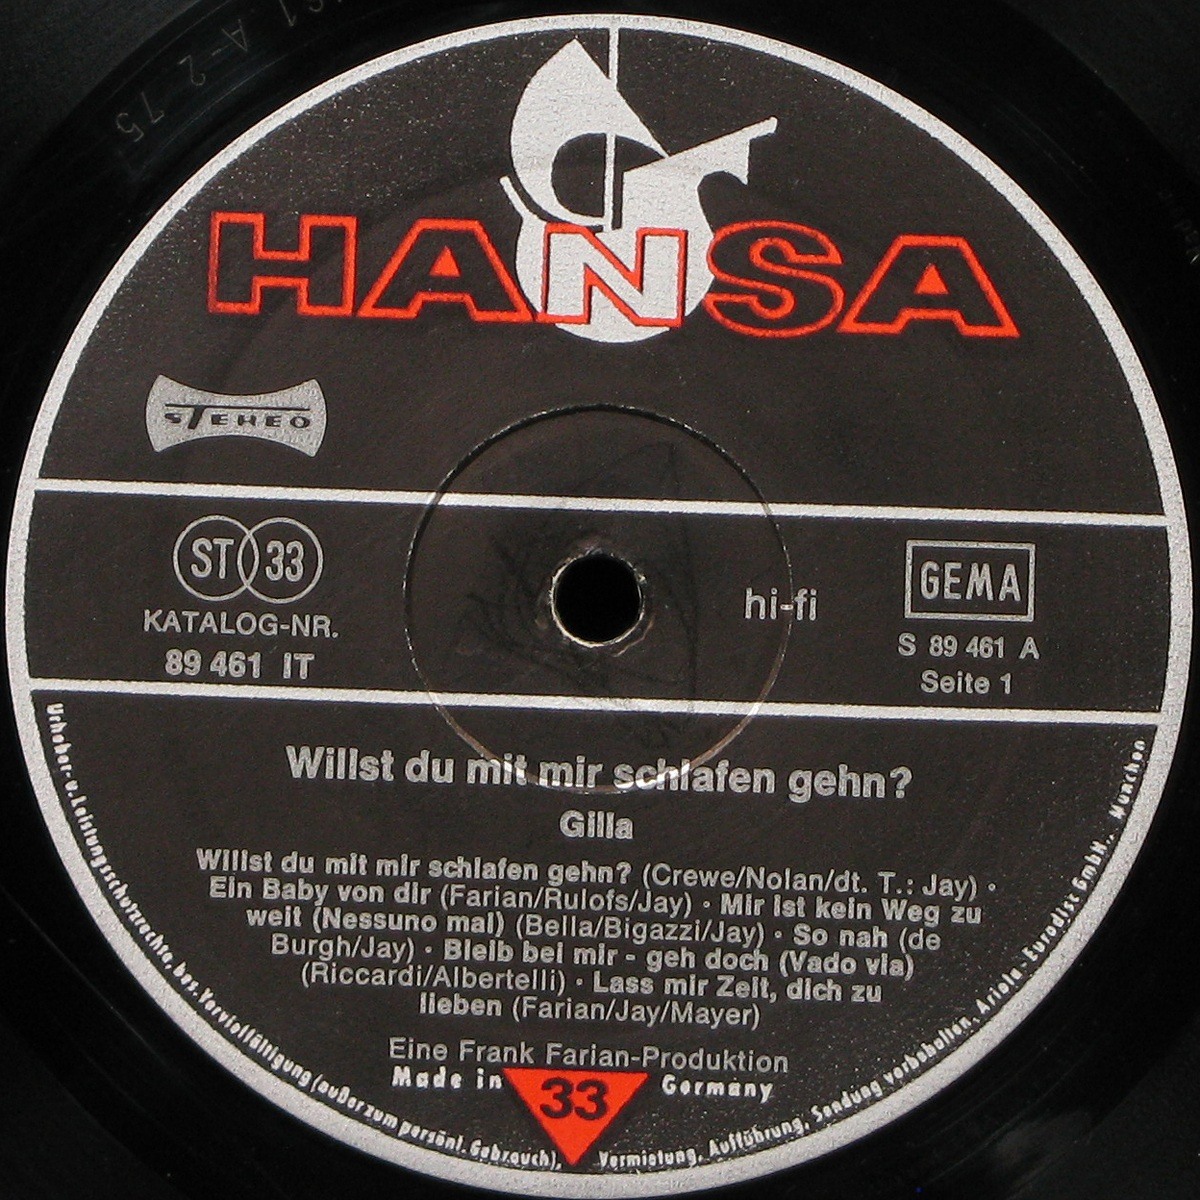 HANSA
STEREO
ST 33
KATALOG-NR.
89 461 IT
hi-fi
GEMA
S 89 461 A
Seite 1
Willst du mit mir schlafen gehn?
Gilla
Willst du mit mir schlafen gehn? (Crewe/Nolan/dt. T.: Jay) ·
Ein Baby von dir (Farian/Rulofs/Jay) · Mir ist kein Weg zu
weit (Nessuno mai) (Bella/Bigazzi/Jay) · So nah (de
Burgh/Jay) · Bleib bei mir - geh doch (Vado via)
(Riccardi/Albertelli) · Lass mir Zeit, dich zu
lieben (Farian/Jay/Mayer)
Eine Frank Farian-Produktion
Made in 33 Germany
Urheber- u. Leistungsschutzrechte, bes. Vervielfältigung (außer zum persönl. Gebrauch), Vermietung, Aufführung, Sendung vorbehalten. Ariola-Eurodisc GmbH., München
A-2 75